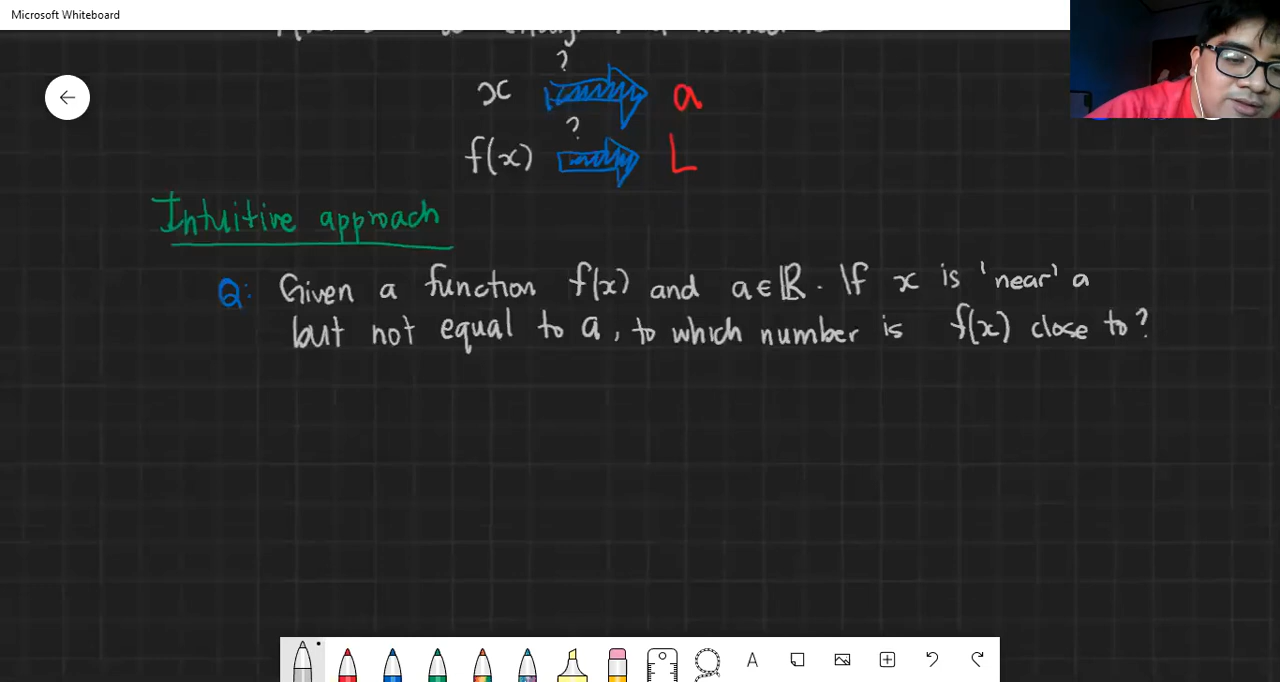 Microsoft Whiteboard
?
x a
?
f(x) L
Intuitive approach
Q: Given a function f(x) and a ∈ ℝ. If x is 'near' a
but not equal to a, to which number is f(x) close to?
A